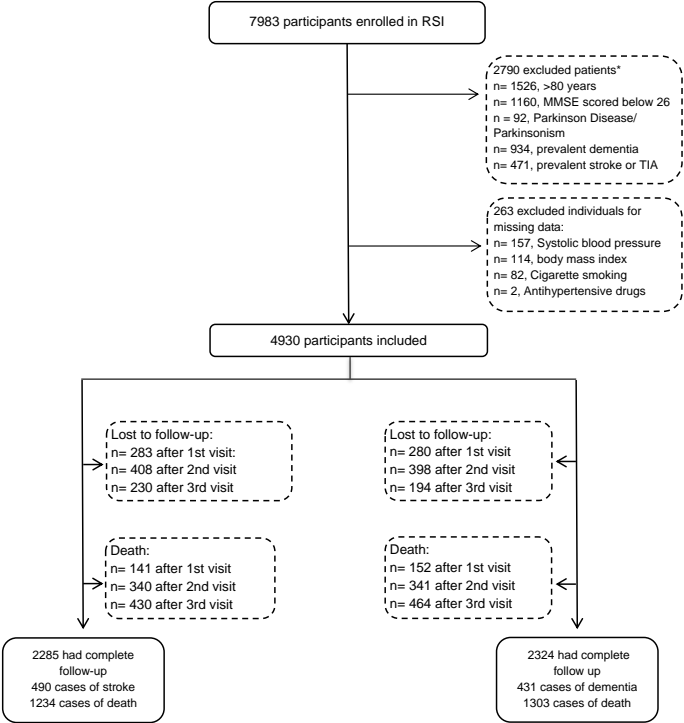 7983 participants enrolled in RSI
2790 excluded patients*
n= 1526, >80 years
n= 1160, MMSE scored below 26
n = 92, Parkinson Disease/
Parkinsonism
n= 934, prevalent dementia
n= 471, prevalent stroke or TIA
263 excluded individuals for
missing data:
n= 157, Systolic blood pressure
n= 114, body mass index
n= 82, Cigarette smoking
n= 2, Antihypertensive drugs
4930 participants included
Lost to follow-up:
n= 283 after 1st visit:
n= 408 after 2nd visit
n= 230 after 3rd visit
Lost to follow-up:
n= 280 after 1st visit
n= 398 after 2nd visit
n= 194 after 3rd visit
Death:
n= 141 after 1st visit
n= 340 after 2nd visit
n= 430 after 3rd visit
Death:
n= 152 after 1st visit
n= 341 after 2nd visit
n= 464 after 3rd visit
2285 had complete
follow-up
490 cases of stroke
1234 cases of death
2324 had complete
follow up
431 cases of dementia
1303 cases of death